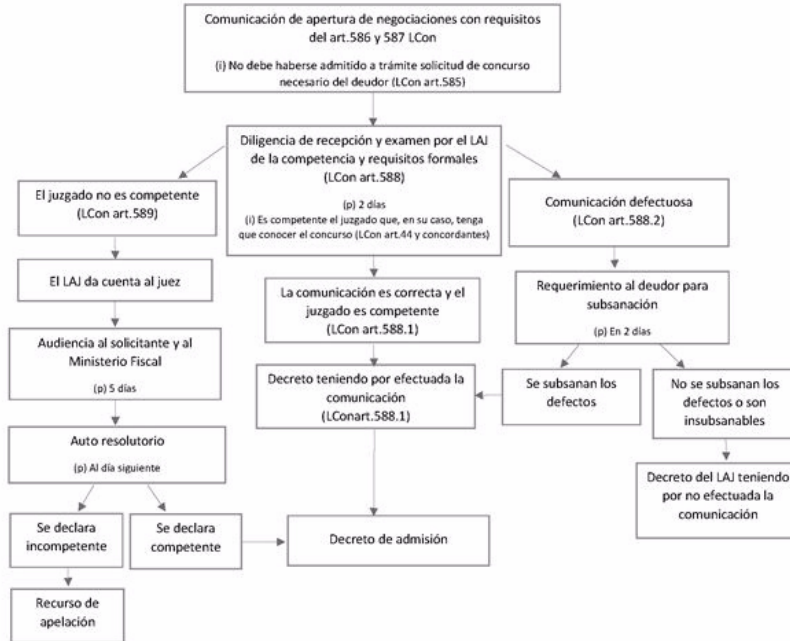 Comunicación de apertura de negociaciones con requisitos
del art.586 y 587 LCon
(i) No debe haberse admitido a trámite solicitud de concurso
necesario del deudor (LCon art.585)
Diligencia de recepción y examen por el LAJ
de la competencia y requisitos formales
(LCon art.588)
(p) 2 días
(i) Es competente el juzgado que, en su caso, tenga
que conocer el concurso (LCon art.44 y concordantes)
El juzgado no es competente
(LCon art.589)
Comunicación defectuosa
(LCon art.588.2)
El LAJ da cuenta al juez
La comunicación es correcta y el
juzgado es competente
(LCon art.588.1)
Requerimiento al deudor para
subsanación
(p) En 2 días
Audiencia al solicitante y al
Ministerio Fiscal
(p) 5 días
Decreto teniendo por efectuada la
comunicación
(LConart.588.1)
Se subsanan los
defectos
No se subsanan los
defectos o son
insubsanables
Auto resolutorio
(p) Al día siguiente
Decreto del LAJ teniendo
por no efectuada la
comunicación
Se declara
incompetente
Se declara
competente
Decreto de admisión
Recurso de
apelación